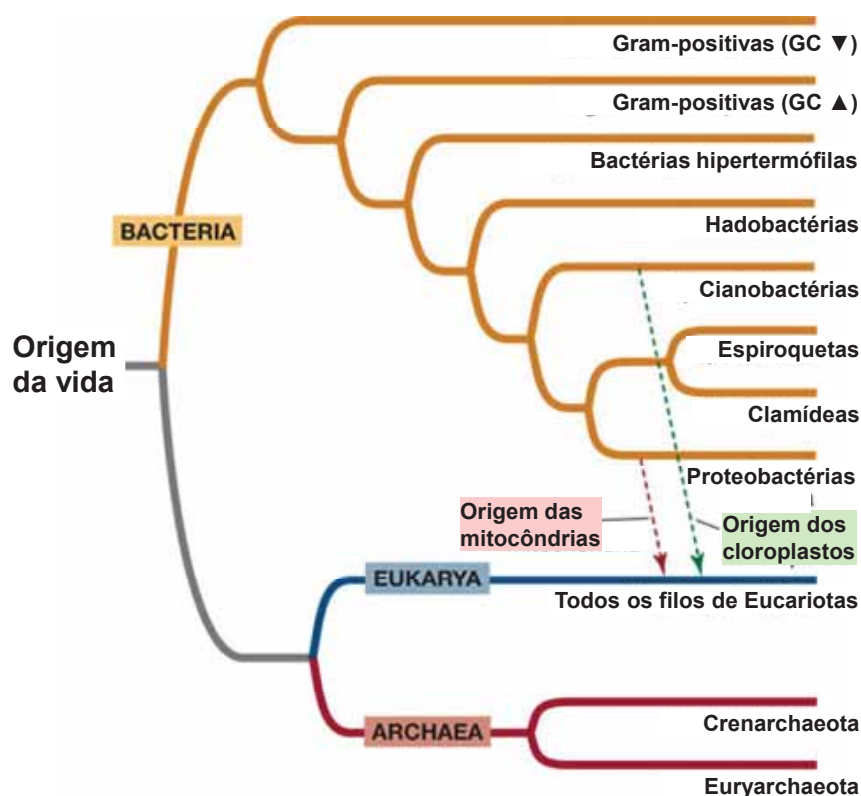 Gram-positivas (GC ▼)
Gram-positivas (GC ▲)
Bactérias hipertermófilas
BACTERIA
Hadobactérias
Cianobactérias
Origem
da vida
Espiroquetas
Clamídeas
Proteobactérias
Origem das
mitocôndrias
Origem dos
cloroplastos
EUKARYA
Todos os filos de Eucariotas
ARCHAEA
Crenarchaeota
Euryarchaeota